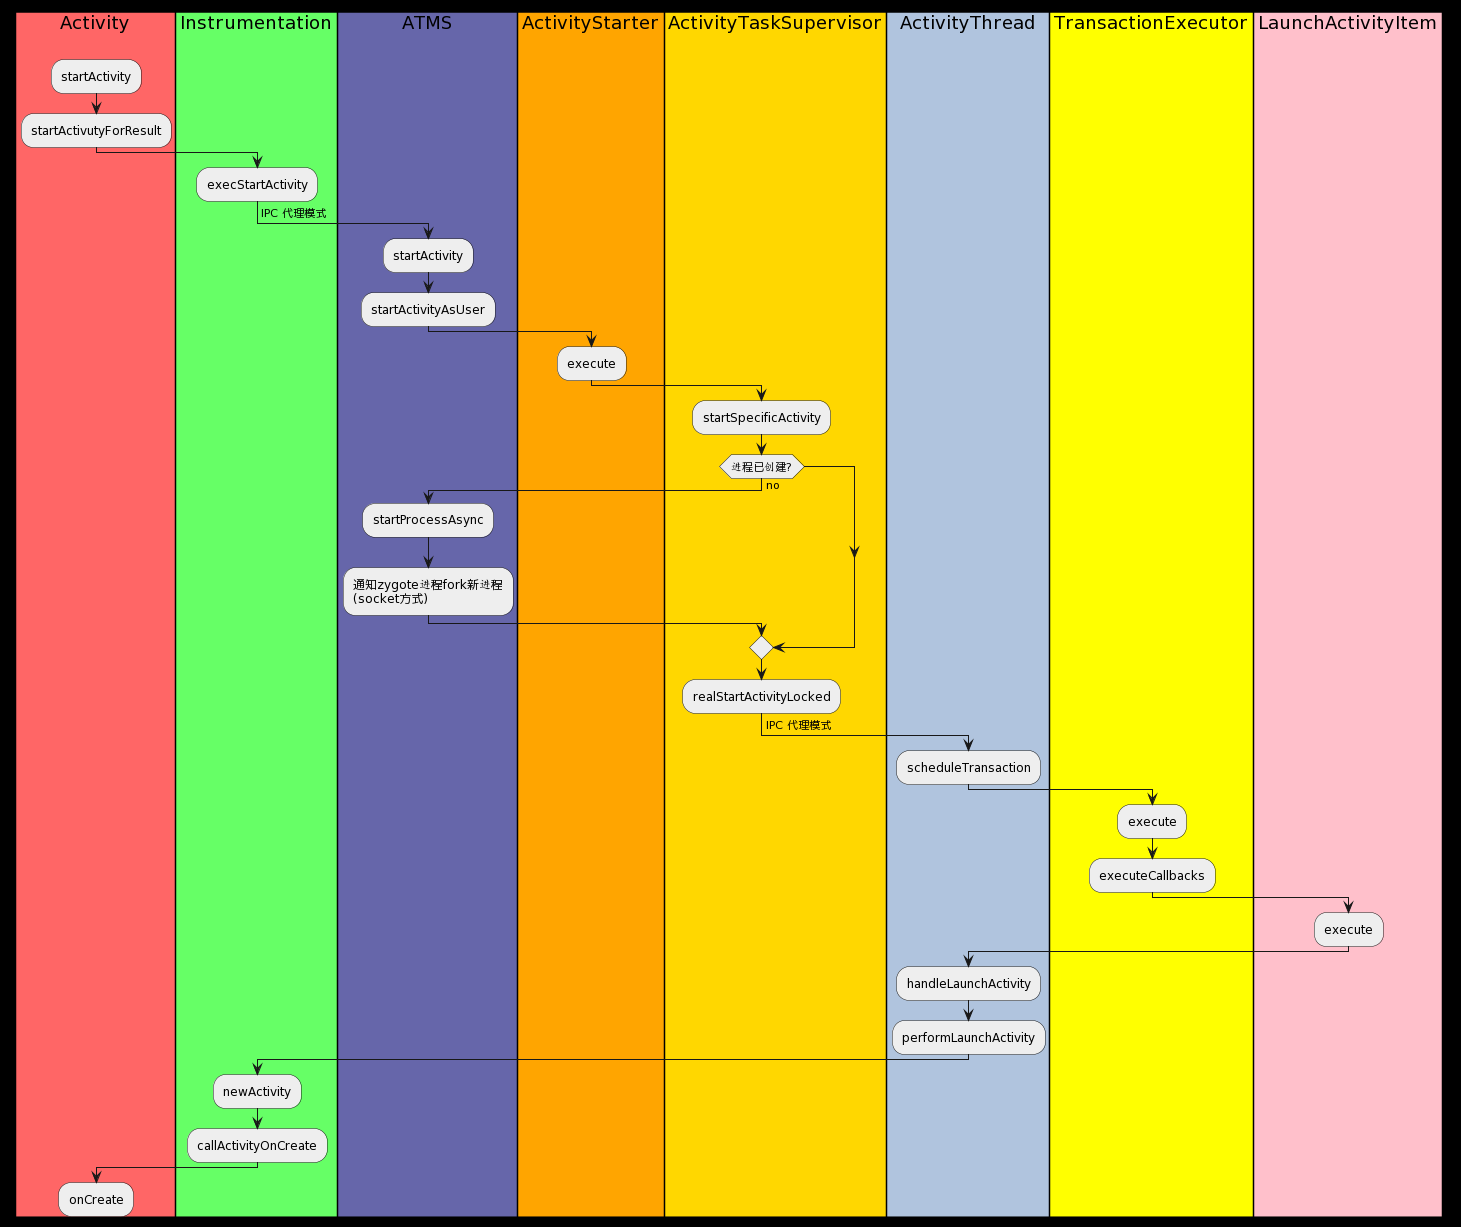 Activity
Instrumentation
ATMS
ActivityStarter
ActivityTaskSupervisor
ActivityThread
TransactionExecutor
LaunchActivityItem
startActivity
startActivutyForResult
execStartActivity
IPC 代理模式
startActivity
startActivityAsUser
execute
startSpecificActivity
进程已创建?
no
startProcessAsync
通知zygote进程fork新进程
(socket方式)
realStartActivityLocked
IPC 代理模式
scheduleTransaction
execute
executeCallbacks
execute
handleLaunchActivity
performLaunchActivity
newActivity
callActivityOnCreate
onCreate